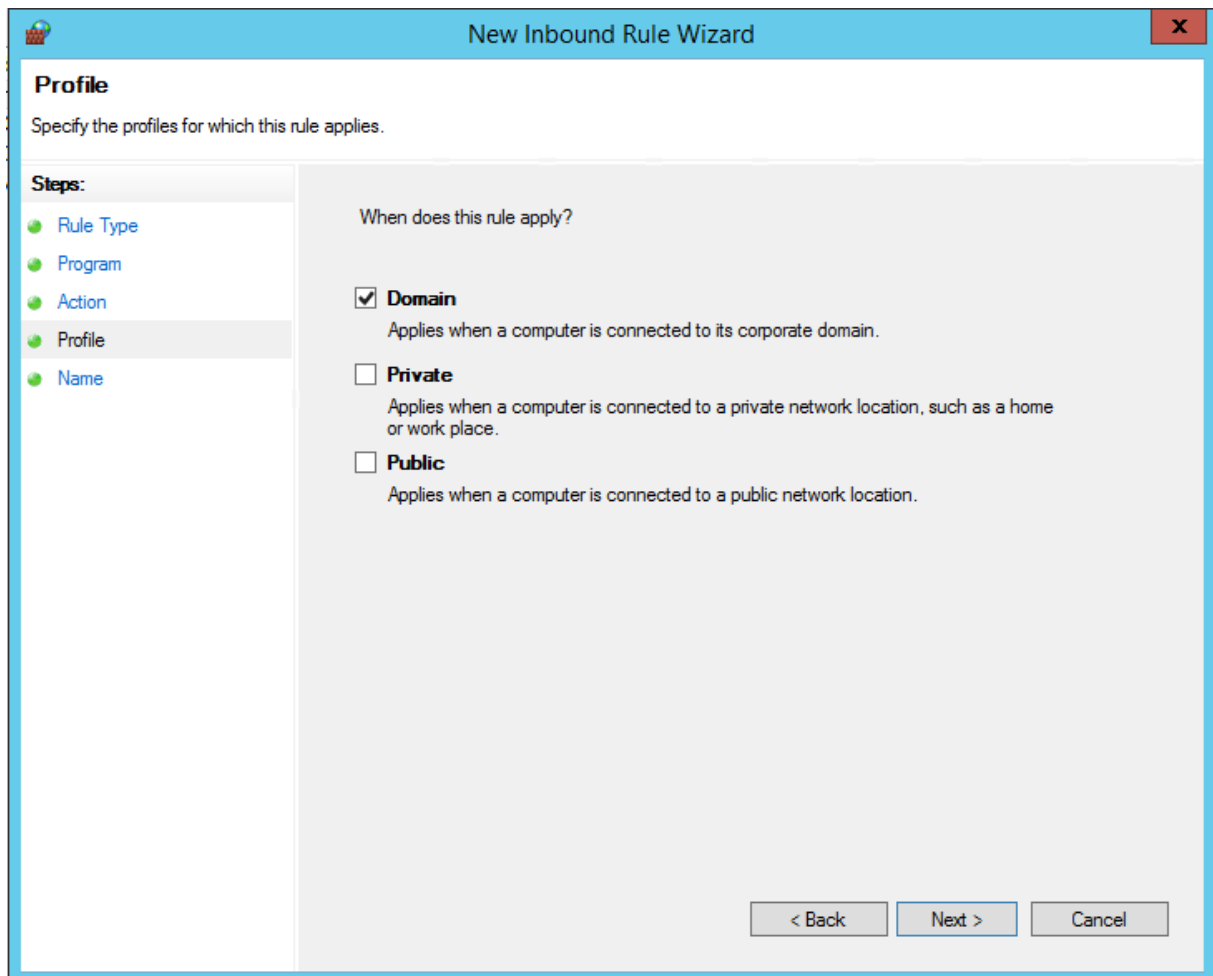 New Inbound Rule Wizard
x
Profile
Specify the profiles for which this rule applies.
Steps:
Rule Type
Program
Action
Profile
Name
When does this rule apply?
Domain
Applies when a computer is connected to its corporate domain.
Private
Applies when a computer is connected to a private network location, such as a home
or work place.
Public
Applies when a computer is connected to a public network location.
< Back
Next >
Cancel